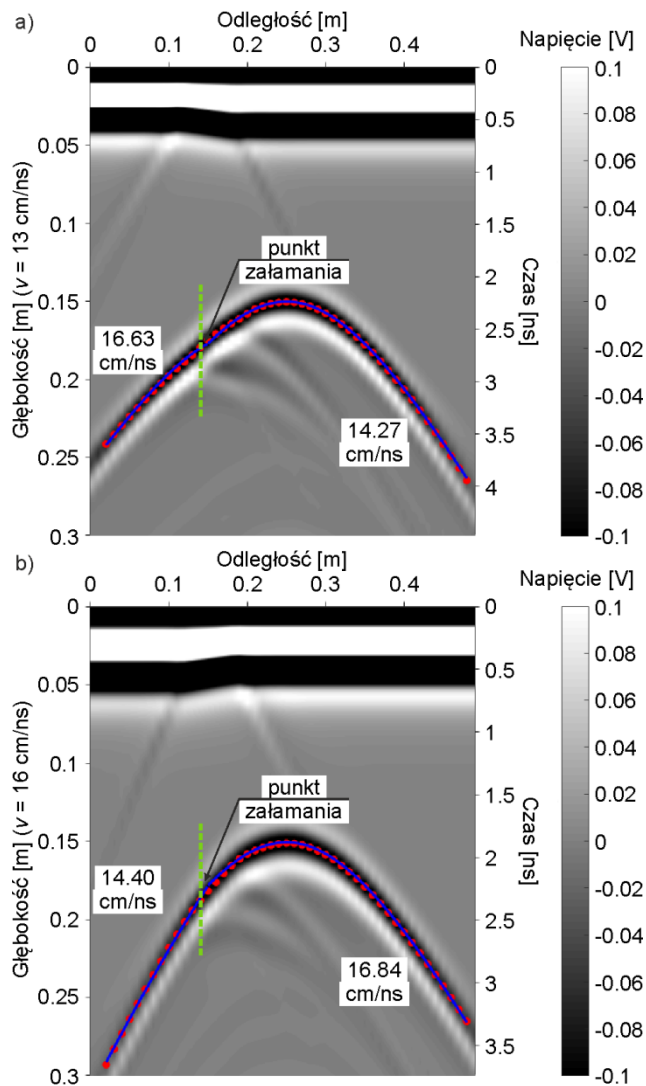 a)
Odległość [m]
0 0.1 0.2 0.3 0.4
Napięcie [V]
Głębokość [m] (v = 13 cm/ns)
0
0.05
0.1
0.15
0.2
0.25
0.3
punkt
załamania
16.63
cm/ns
14.27
cm/ns
Czas [ns]
0
0.5
1
1.5
2
2.5
3
3.5
4
0.1
0.08
0.06
0.04
0.02
0
-0.02
-0.04
-0.06
-0.08
-0.1
b)
Odległość [m]
0 0.1 0.2 0.3 0.4
Napięcie [V]
Głębokość [m] (v = 16 cm/ns)
0
0.05
0.1
0.15
0.2
0.25
0.3
punkt
załamania
14.40
cm/ns
16.84
cm/ns
Czas [ns]
0
0.5
1
1.5
2
2.5
3
3.5
0.1
0.08
0.06
0.04
0.02
0
-0.02
-0.04
-0.06
-0.08
-0.1